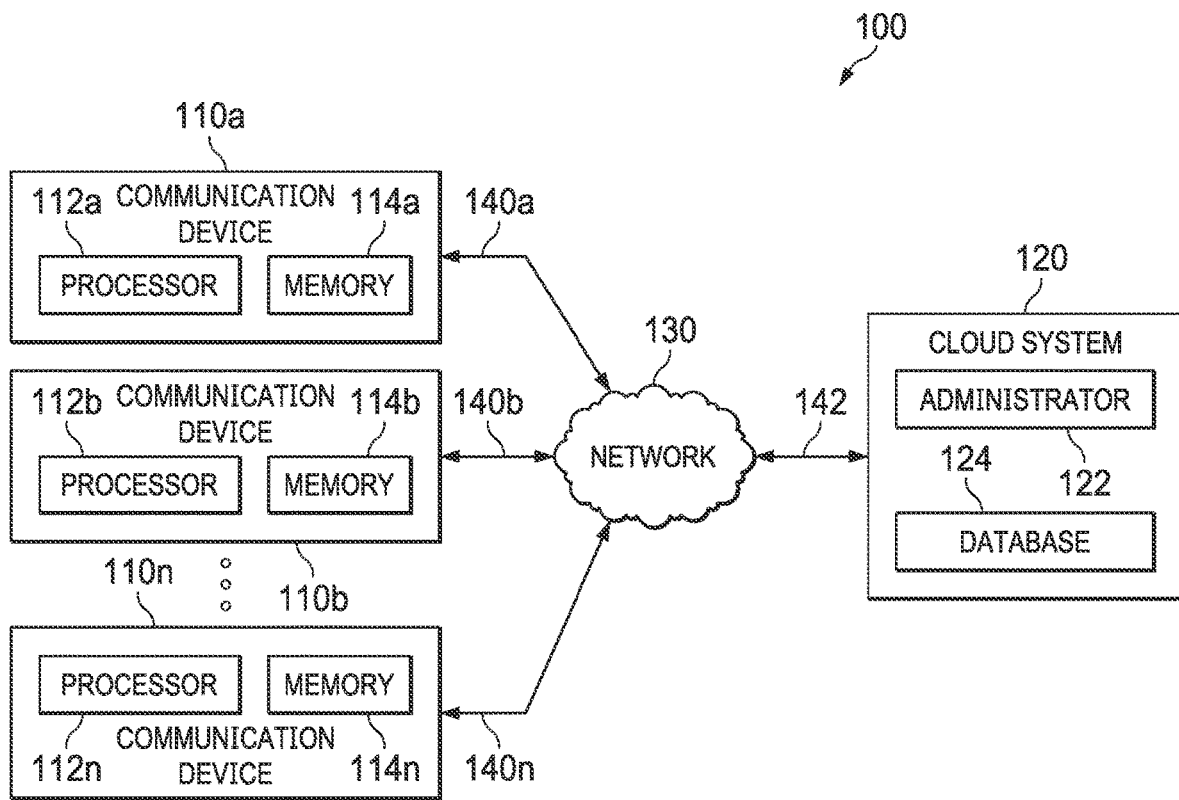 100
110a
112a
COMMUNICATION
DEVICE
114a
PROCESSOR
MEMORY
140a
112b
COMMUNICATION
DEVICE
114b
PROCESSOR
MEMORY
140b
110b
110n
PROCESSOR
MEMORY
COMMUNICATION
DEVICE
112n
114n
140n
130
NETWORK
142
120
CLOUD SYSTEM
ADMINISTRATOR
122
124
DATABASE